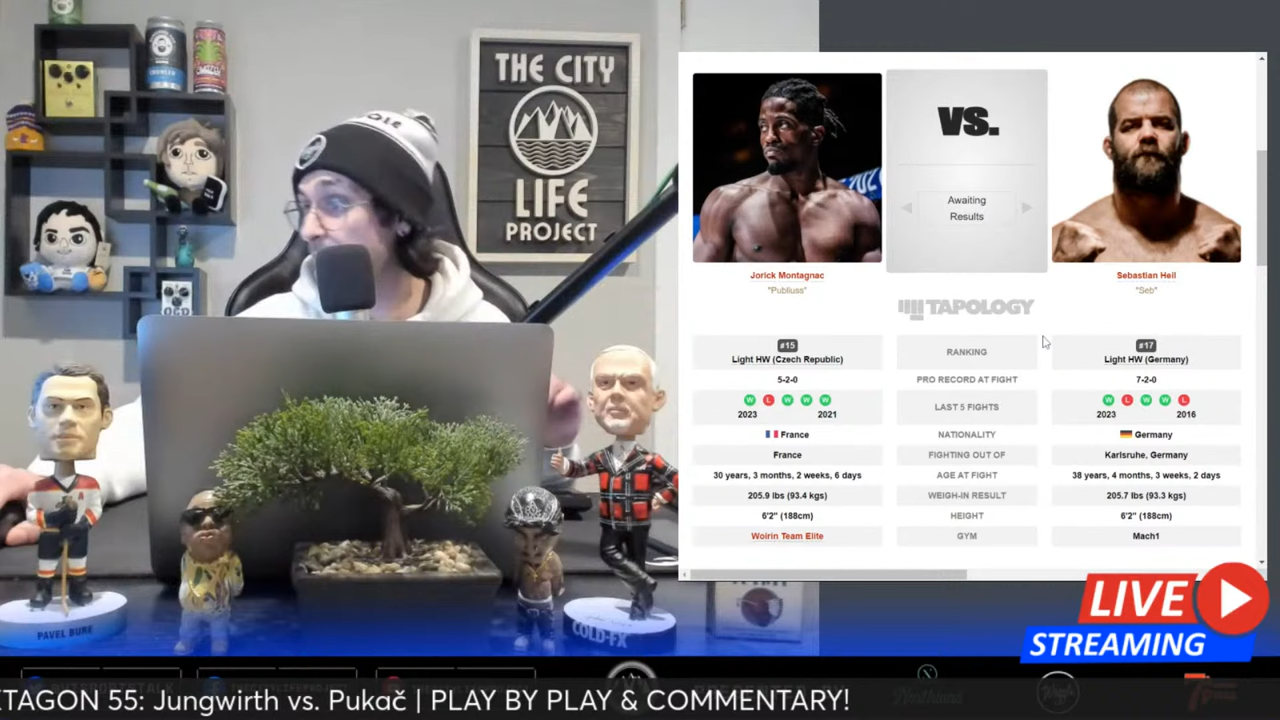 THE CITY
LIFE
PROJECT
VS.
Awaiting
Results
Jorick Montagnac
"Publiuss"
Sebastian Heil
"Seb"
TAPOLOGY
#15
Light HW (Czech Republic)
RANKING
#17
Light HW (Germany)
5-2-0
PRO RECORD AT FIGHT
7-2-0
W L W W W
2023 2021
LAST 5 FIGHTS
W L W W L
2023 2016
France
NATIONALITY
Germany
France
FIGHTING OUT OF
Karlsruhe, Germany
30 years, 3 months, 2 weeks, 6 days
AGE AT FIGHT
38 years, 4 months, 3 weeks, 2 days
205.9 lbs (93.4 kgs)
WEIGH-IN RESULT
205.7 lbs (93.3 kgs)
6'2" (188cm)
HEIGHT
6'2" (188cm)
Woirin Team Elite
GYM
Mach1
PAVEL BURE
COLD-FX
LIVE
STREAMING
TAGON 55: Jungwirth vs. Pukač | PLAY BY PLAY & COMMENTARY!